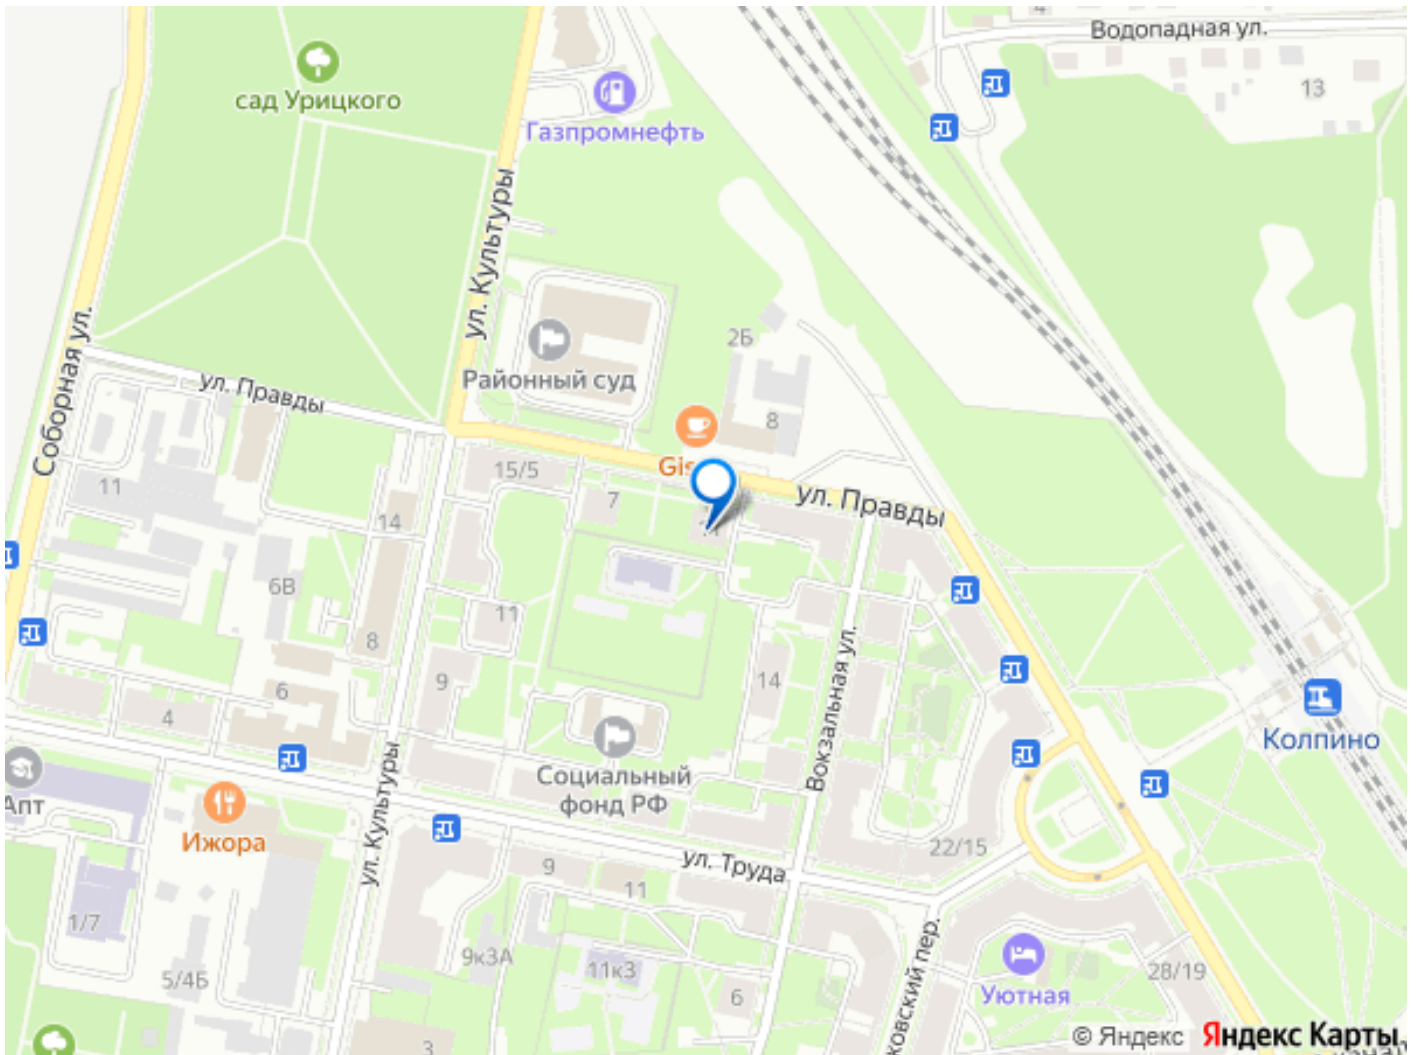 4
Водопадная ул.
13
сад Урицкого
Газпромнефть
ул. Культуры
Соборная ул.
ул. Правды
Районный суд
2Б
8
15/5
7
ул. Правды
11
14
6В
11
8
14
9
6
4
Вокзальная ул.
Колпино
Социальный
фонд РФ
Апт
Ижора
ул. Культуры
ул. Труда
22/15
9
11
1/7
9к3А
11к3
5/4Б
6
28/19
Уютная
3
© Яндекс Яндекс Карты